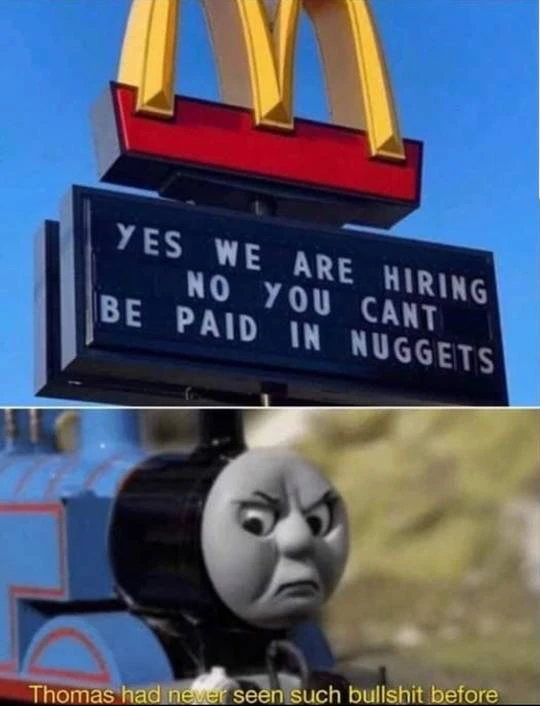 YES WE ARE HIRING
NO YOU CANT
BE PAID IN NUGGETS
Thomas had never seen such bullshit before